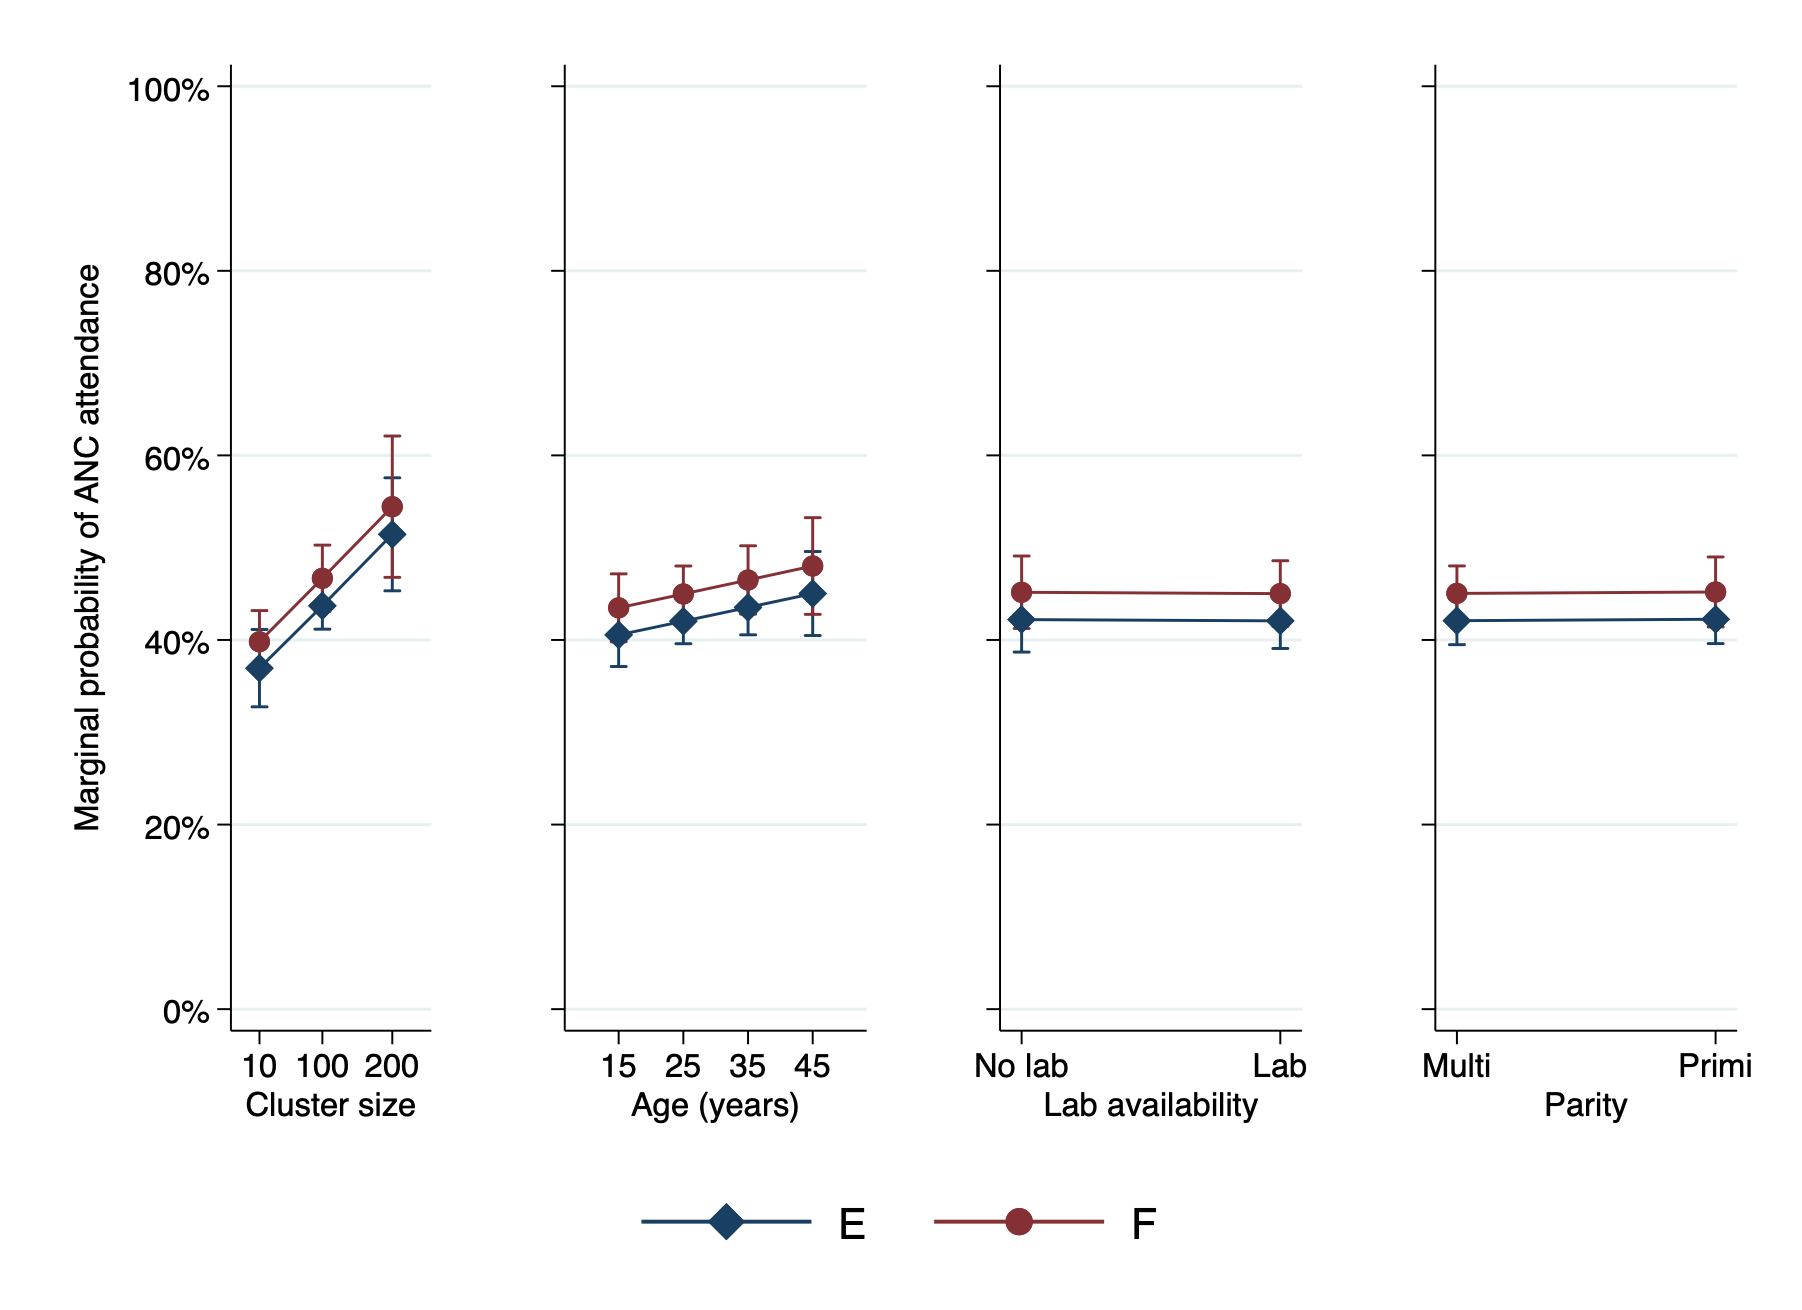 Marginal probability of ANC attendance
100%
80%
60%
40%
20%
0%
10 100 200
Cluster size
15 25 35 45
Age (years)
No lab Lab
Lab availability
Multi Primi
Parity
E F